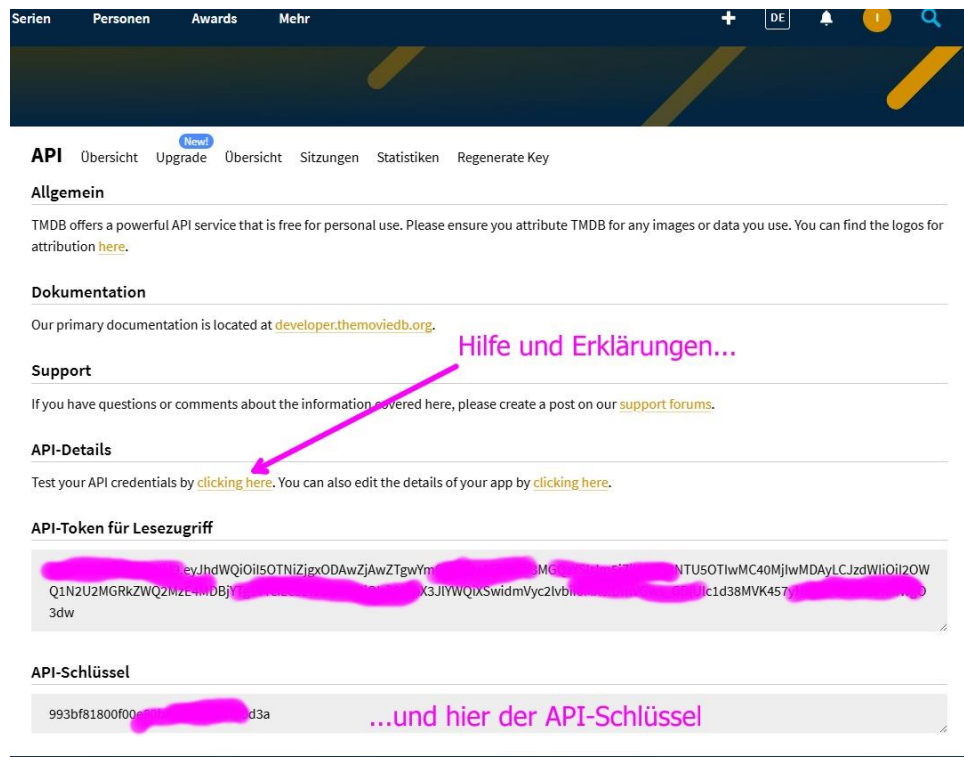 Serien Personen Awards Mehr DE I
New!
API Übersicht Upgrade Übersicht Sitzungen Statistiken Regenerate Key
Allgemein
TMDB offers a powerful API service that is free for personal use. Please ensure you attribute TMDB for any images or data you use. You can find the logos for
attribution here.
Dokumentation
Our primary documentation is located at developer.themoviedb.org.
Hilfe und Erklärungen...
Support
If you have questions or comments about the information covered here, please create a post on our support forums.
API-Details
Test your API credentials by clicking here. You can also edit the details of your app by clicking here.
API-Token für Lesezugriff
3dw
API-Schlüssel
...und hier der API-Schlüssel